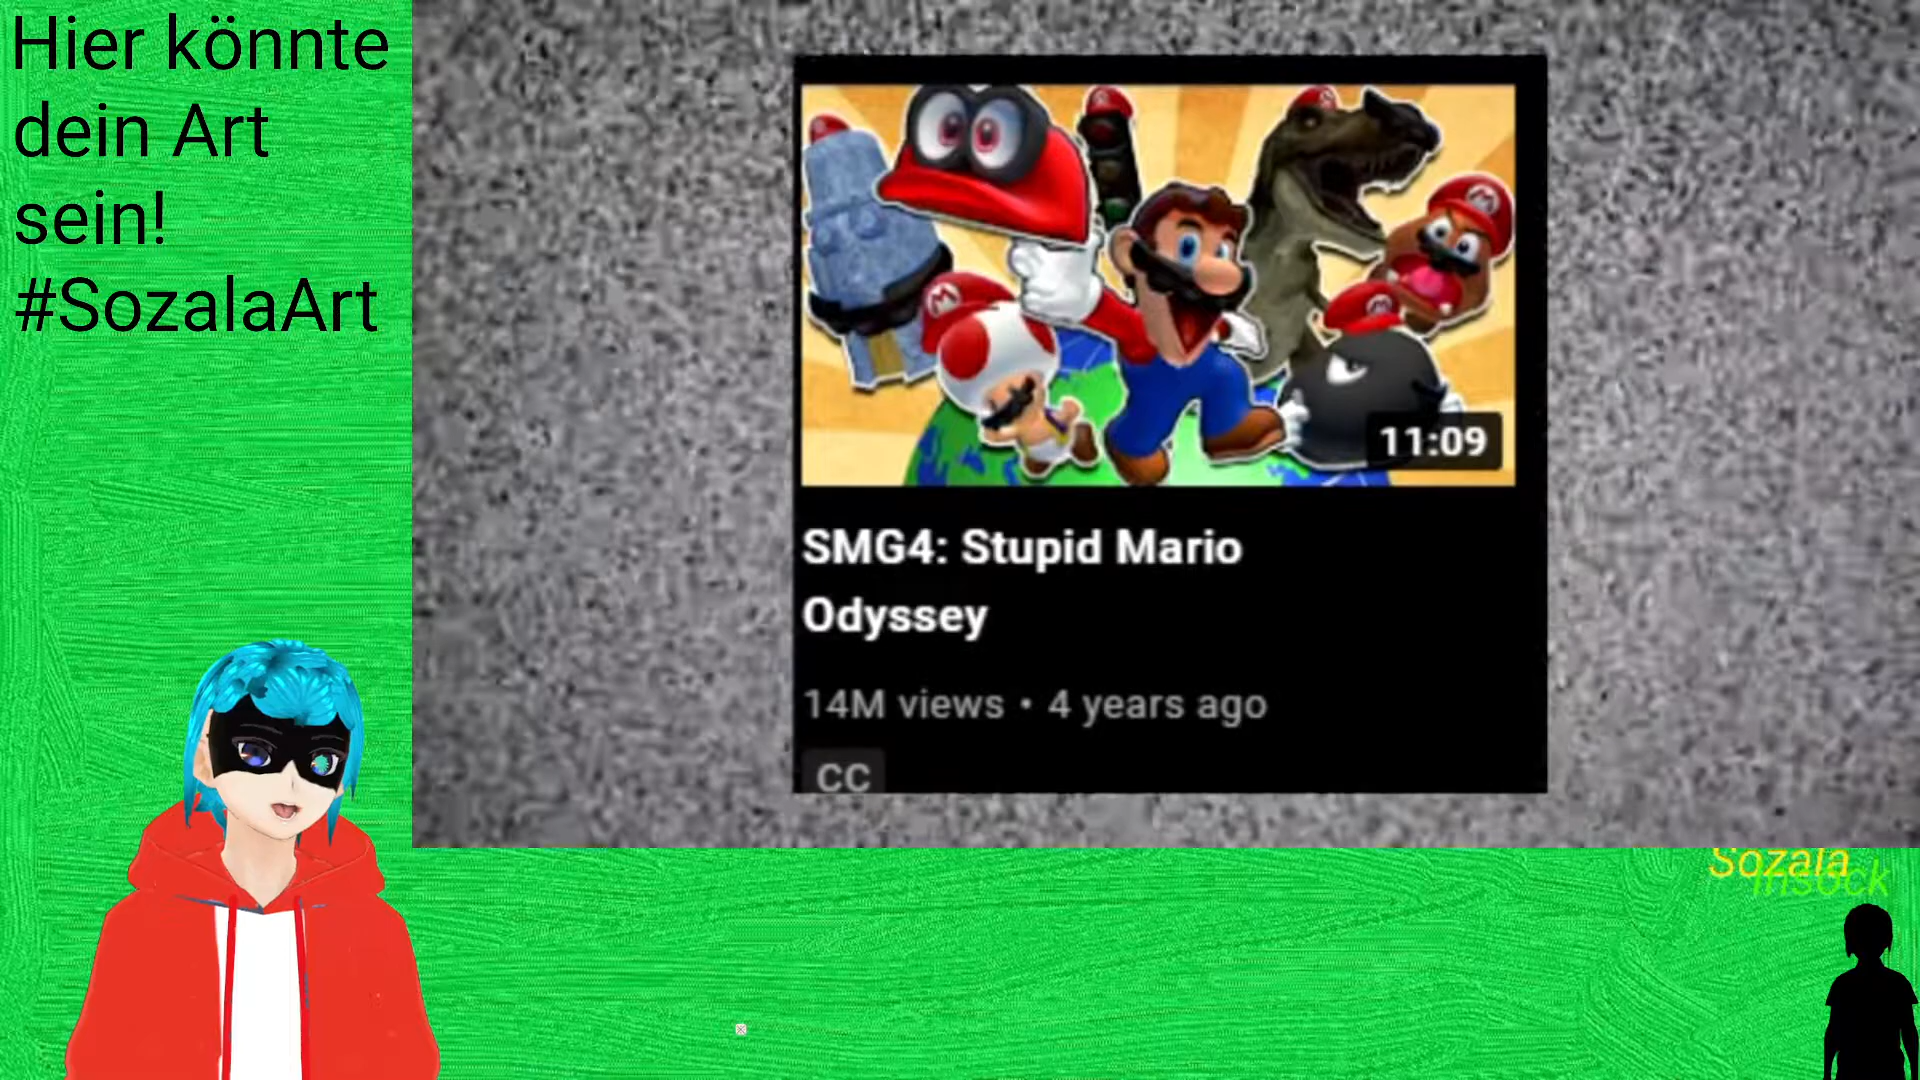 Hier könnte
dein Art
sein!
#SozalaArt
11:09
SMG4: Stupid Mario
Odyssey
14M views • 4 years ago
CC
Sozala